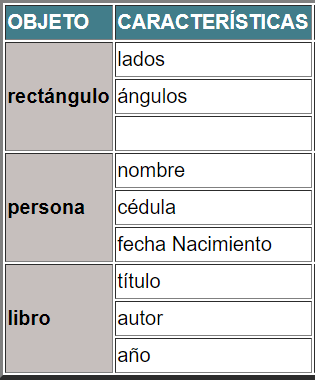 OBJETO CARACTERÍSTICAS
lados
rectángulo ángulos
nombre
persona cédula
fecha Nacimiento
título
libro autor
año